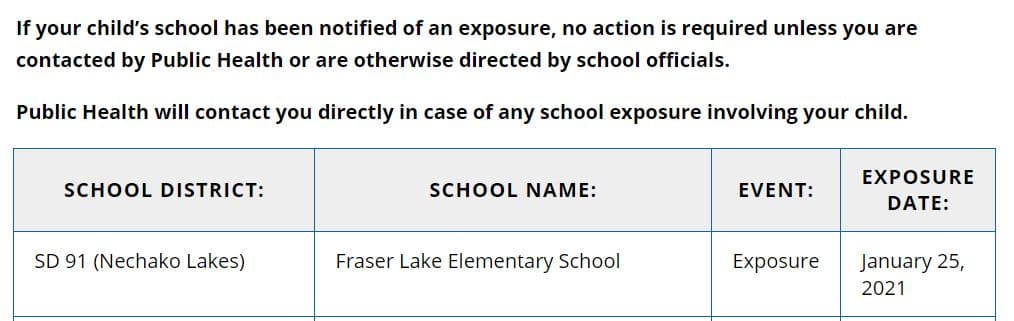 If your child’s school has been notified of an exposure, no action is required unless you are
contacted by Public Health or are otherwise directed by school officials.
Public Health will contact you directly in case of any school exposure involving your child.
SCHOOL DISTRICT:
SCHOOL NAME:
EVENT:
EXPOSURE
DATE:
SD 91 (Nechako Lakes)
Fraser Lake Elementary School
Exposure
January 25,
2021